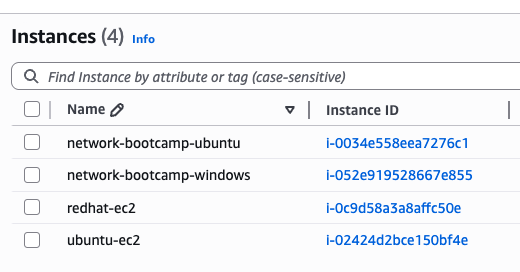 Instances (4) Info
Find Instance by attribute or tag (case-sensitive)
Name Instance ID
network-bootcamp-ubuntu i-0034e558eea7276c1
network-bootcamp-windows i-052e919528667e855
redhat-ec2 i-0c9d58a3a8affc50e
ubuntu-ec2 i-02424d2bce150bf4e